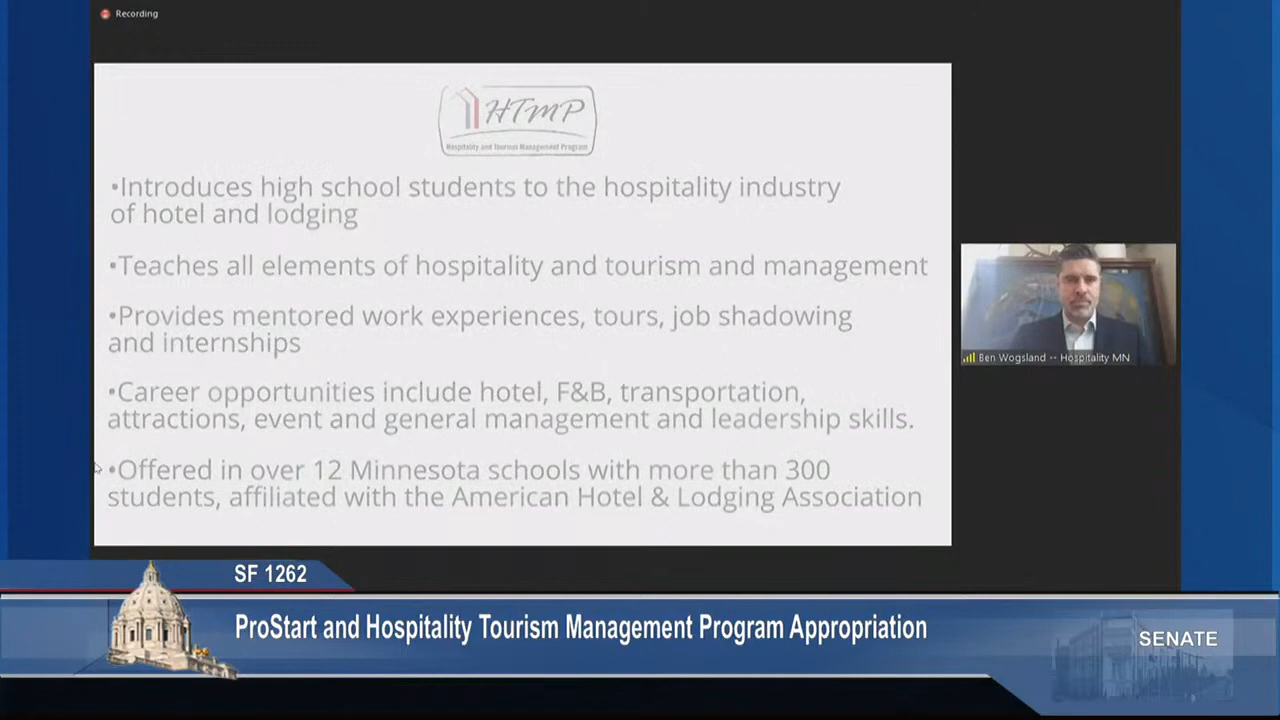 Recording
HTMP
Hospitality and Tourism Management Program
•Introduces high school students to the hospitality industry
of hotel and lodging
•Teaches all elements of hospitality and tourism and management
•Provides mentored work experiences, tours, job shadowing
and internships
•Career opportunities include hotel, F&B, transportation,
attractions, event and general management and leadership skills.
•Offered in over 12 Minnesota schools with more than 300
students, affiliated with the American Hotel & Lodging Association
Ben Wogsland -- Hospitality MN
SF 1262
ProStart and Hospitality Tourism Management Program Appropriation
SENATE